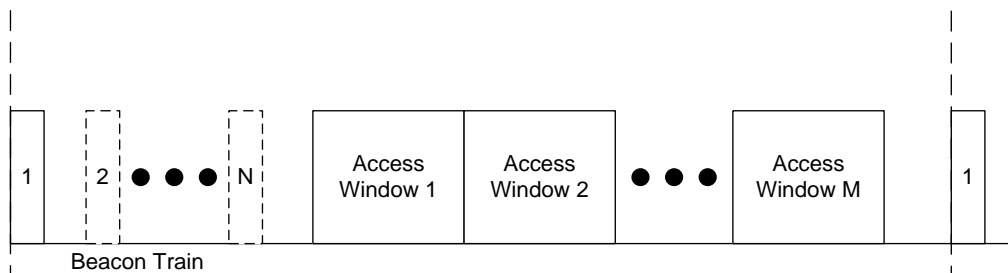 1
2
N
Access
Window 1
Access
Window 2
Access
Window M
1
Beacon Train